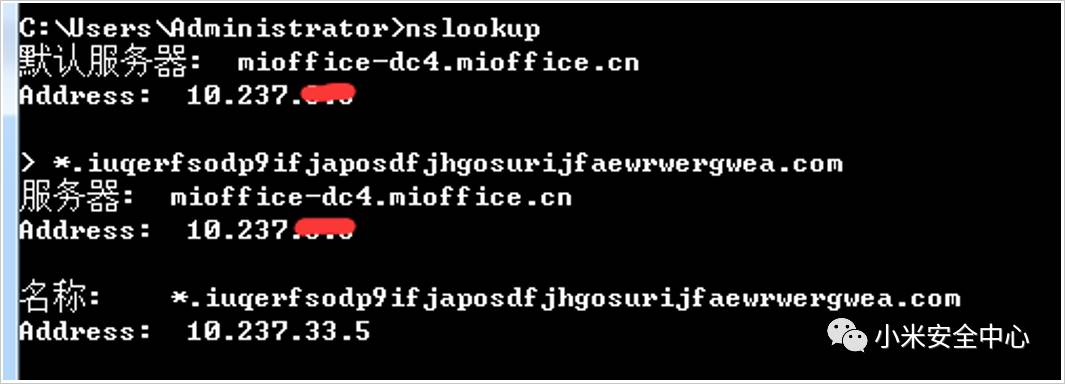 C:\Users\Administrator>nslookup
默认服务器:  mioffice-dc4.mioffice.cn
Address:  10.237.
> *.iuqerfsodp9ifjaposdfjhgosurijfaewrwergwea.com
服务器:  mioffice-dc4.mioffice.cn
Address:  10.237.
名称:    *.iuqerfsodp9ifjaposdfjhgosurijfaewrwergwea.com
Address:  10.237.33.5
小米安全中心